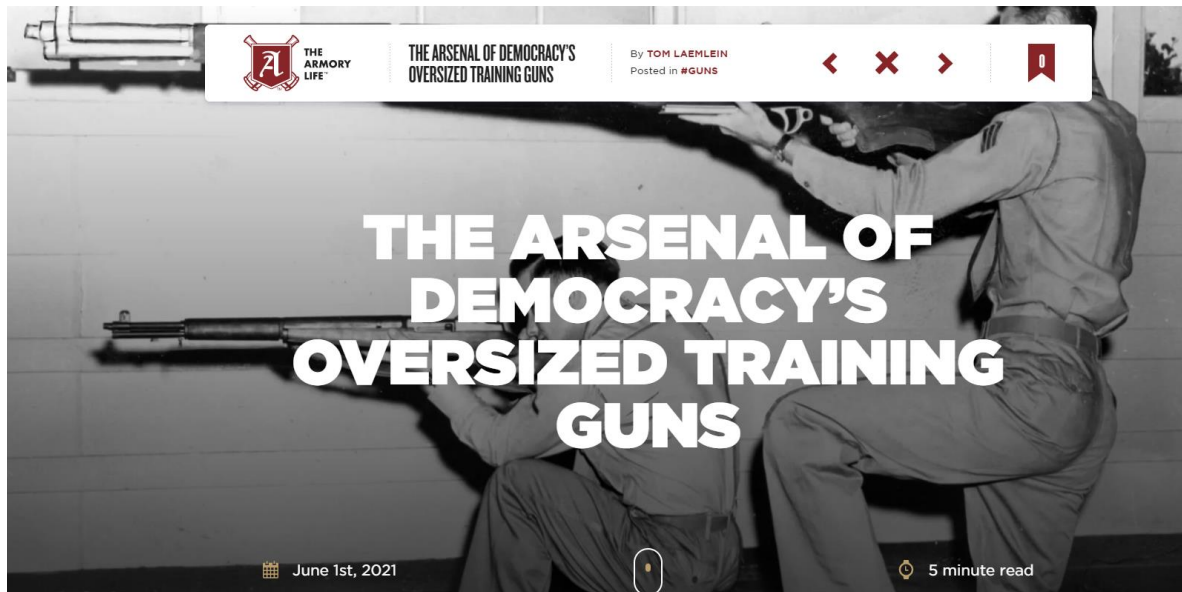 THE
ARMORY
LIFE™
THE ARSENAL OF DEMOCRACY'S
OVERSIZED TRAINING GUNS
By TOM LAEMLEIN
Posted in #GUNS
0
THE ARSENAL OF
DEMOCRACY'S
OVERSIZED TRAINING
GUNS
June 1st, 2021
5 minute read